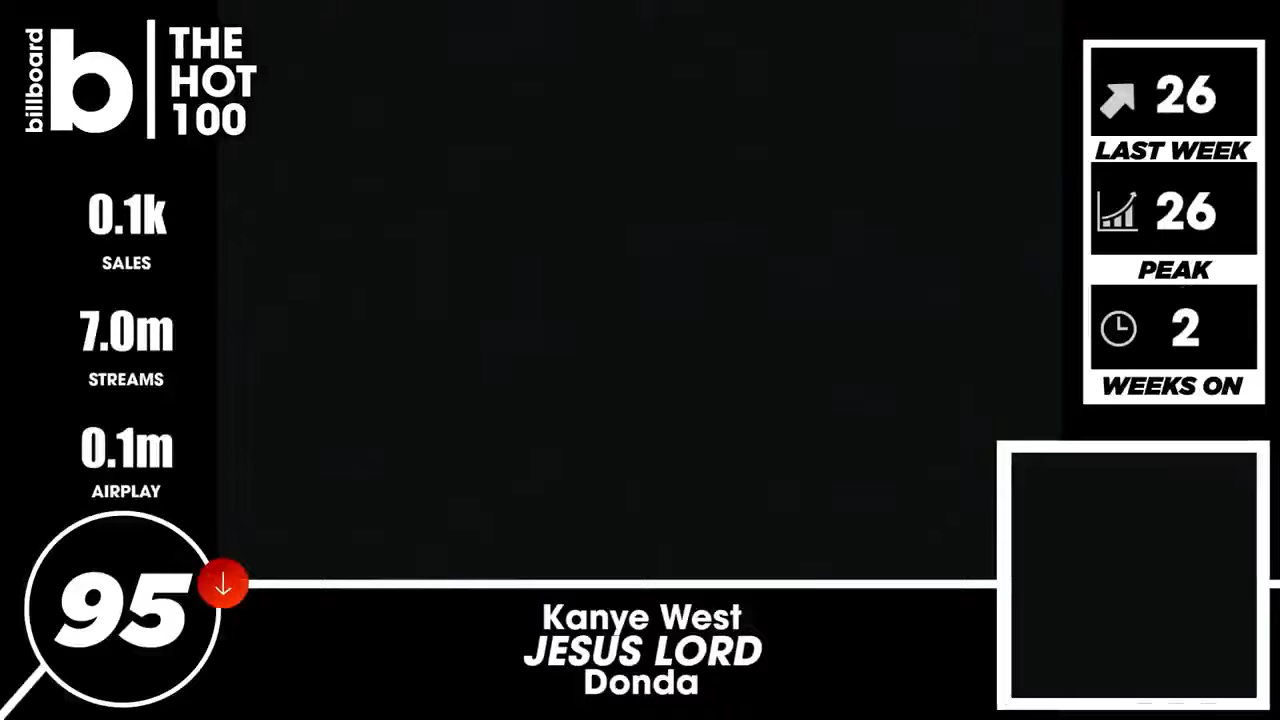 billboard
b
THE
HOT
100
0.1k
SALES
7.0m
STREAMS
0.1m
AIRPLAY
95
26
LAST WEEK
26
PEAK
2
WEEKS ON
Kanye West
JESUS LORD
Donda